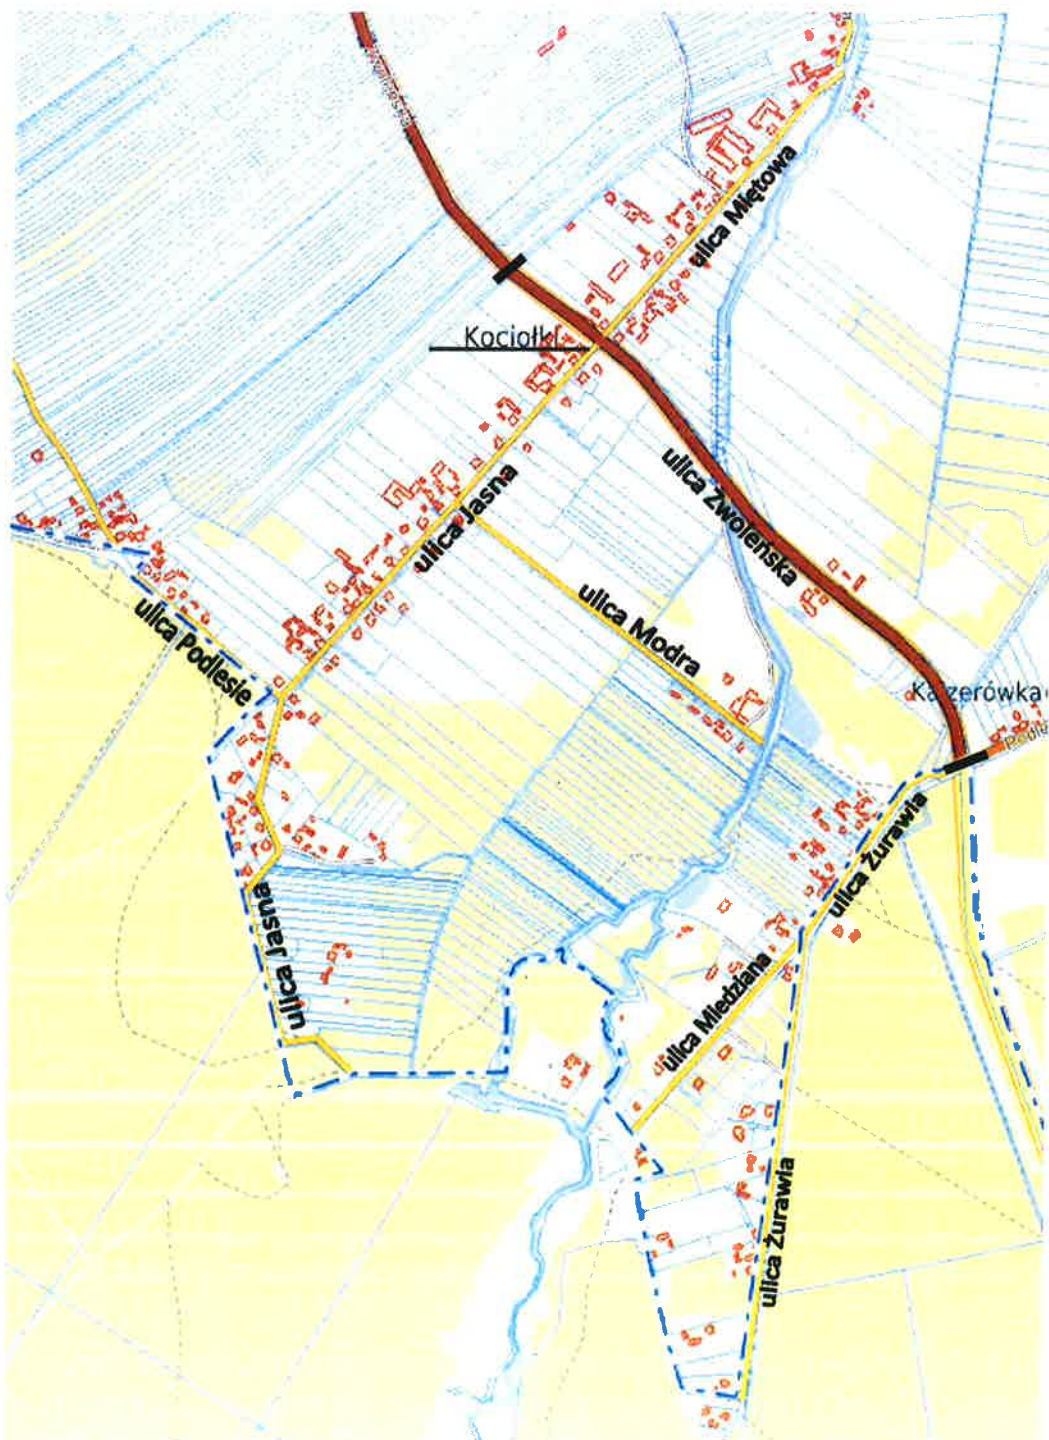 ulica Miętowa
Kociołki
ulica Jasna
ulica Zwoleńska
ulica Modra
ulica Podlesie
Kajzerówka
ulica Żurawia
ulica Jasna
ulica Miedziana
ulica Żurawia